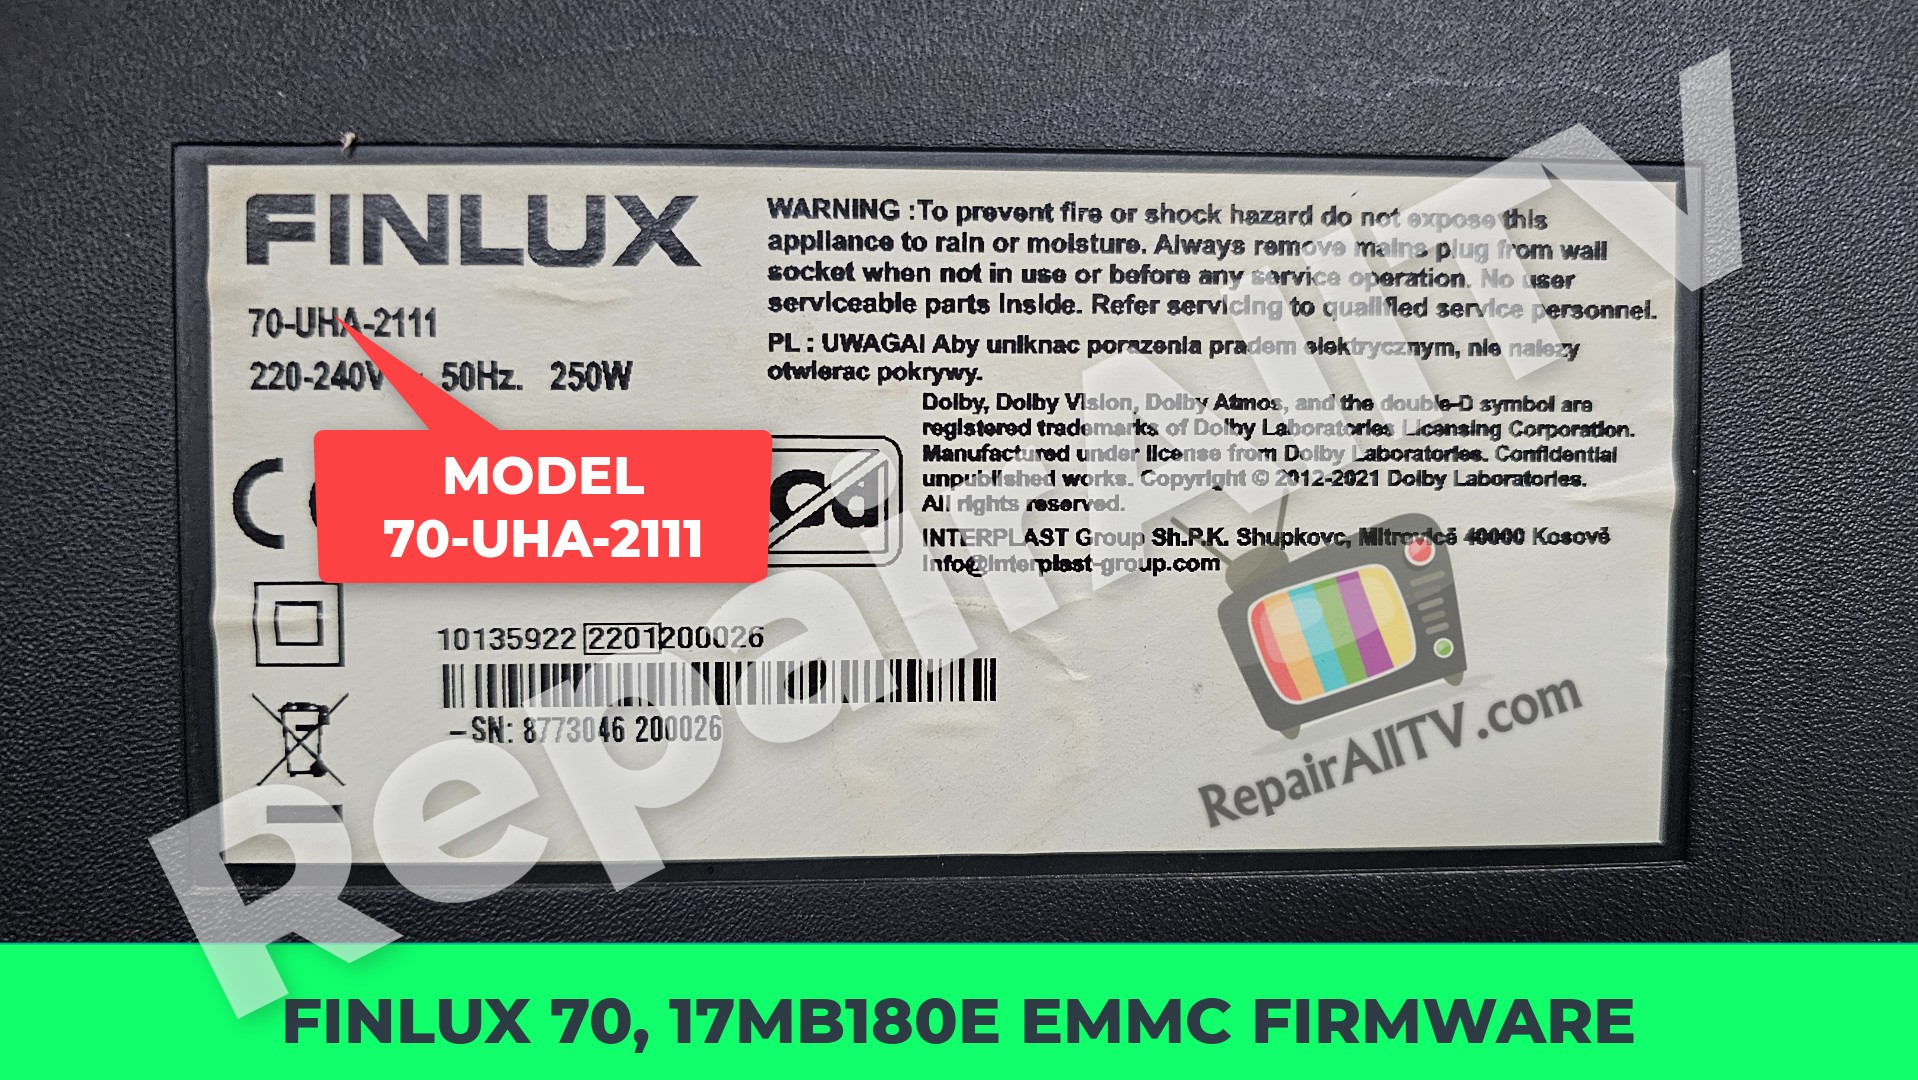 FINLUX
70-UHA-2111
220-240V 50Hz. 250W
WARNING :To prevent fire or shock hazard do not expose this
appliance to rain or moisture. Always remove mains plug from wall
socket when not in use or before any service operation. No user
serviceable parts inside. Refer servicing to qualified service personnel.
PL : UWAGA! Aby uniknac porazenia pradem elektrycznym, nie nalezy
otwierac pokrywy.
Dolby, Dolby Vision, Dolby Atmos, and the double-D symbol are
registered trademarks of Dolby Laboratories Licensing Corporation.
Manufactured under license from Dolby Laboratories. Confidential
unpublished works. Copyright © 2012-2021 Dolby Laboratories.
All rights reserved.
INTERPLAST Group Sh.P.K. Shupkovc, Mitrovicë 40000 Kosovë
info@interplast-group.com
MODEL
70-UHA-2111
10135922 2201200026
–SN: 8773046 200026
RepairAllTV
RepairAllTV.com
FINLUX 70, 17MB180E EMMC FIRMWARE